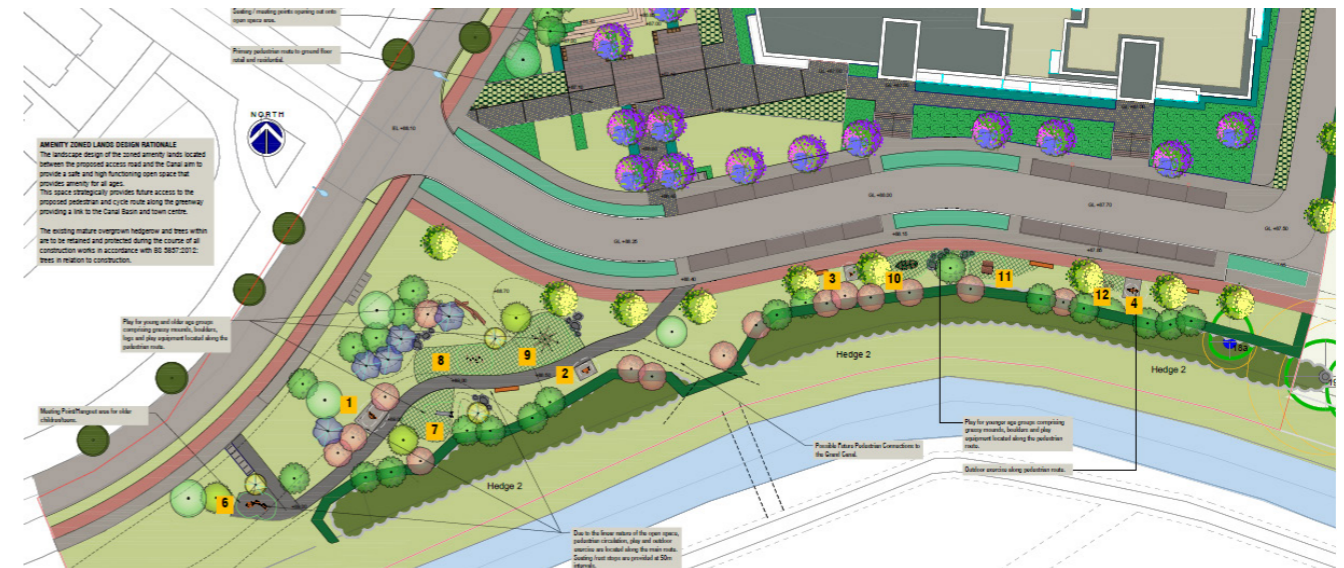 Seating / meeting points opening out onto
open space area.
Primary pedestrian route to ground floor
retail and residential.
NORTH
AMENITY ZONED LANDS DESIGN RATIONALE
The landscape design of the zoned amenity lands located
between the proposed access road and the Canal aim to
provide a safe and high functioning open space that
provides amenity for all ages.
This space strategically provides future access to the
proposed pedestrian and cycle route along the greenway
providing a link to the Canal Basin and town centre.
The existing mature overgrown hedgerow and trees within
are to be retained and protected during the course of all
construction works in accordance with BS 5857:2012:
trees in relation to construction.
Play for young and older age groups
comprising grassy mounds, boulders,
logs and play equipment located along the
pedestrian route.
Meeting Point/Hangout area for older
children/teens.
3
10
11
12
4
8
9
2
1
7
6
Hedge 2
Hedge 2
Hedge 2
Possible Future Pedestrian Connections to
the Grand Canal.
Play for younger age groups comprising
grassy mounds, boulders and play
equipment located along the pedestrian
route.
Outdoor exercise along pedestrian route.
Due to the linear nature of the open space,
pedestrian circulation, play and outdoor
exercise are located along the main route.
Seating /rest stops are provided at 50m
intervals.